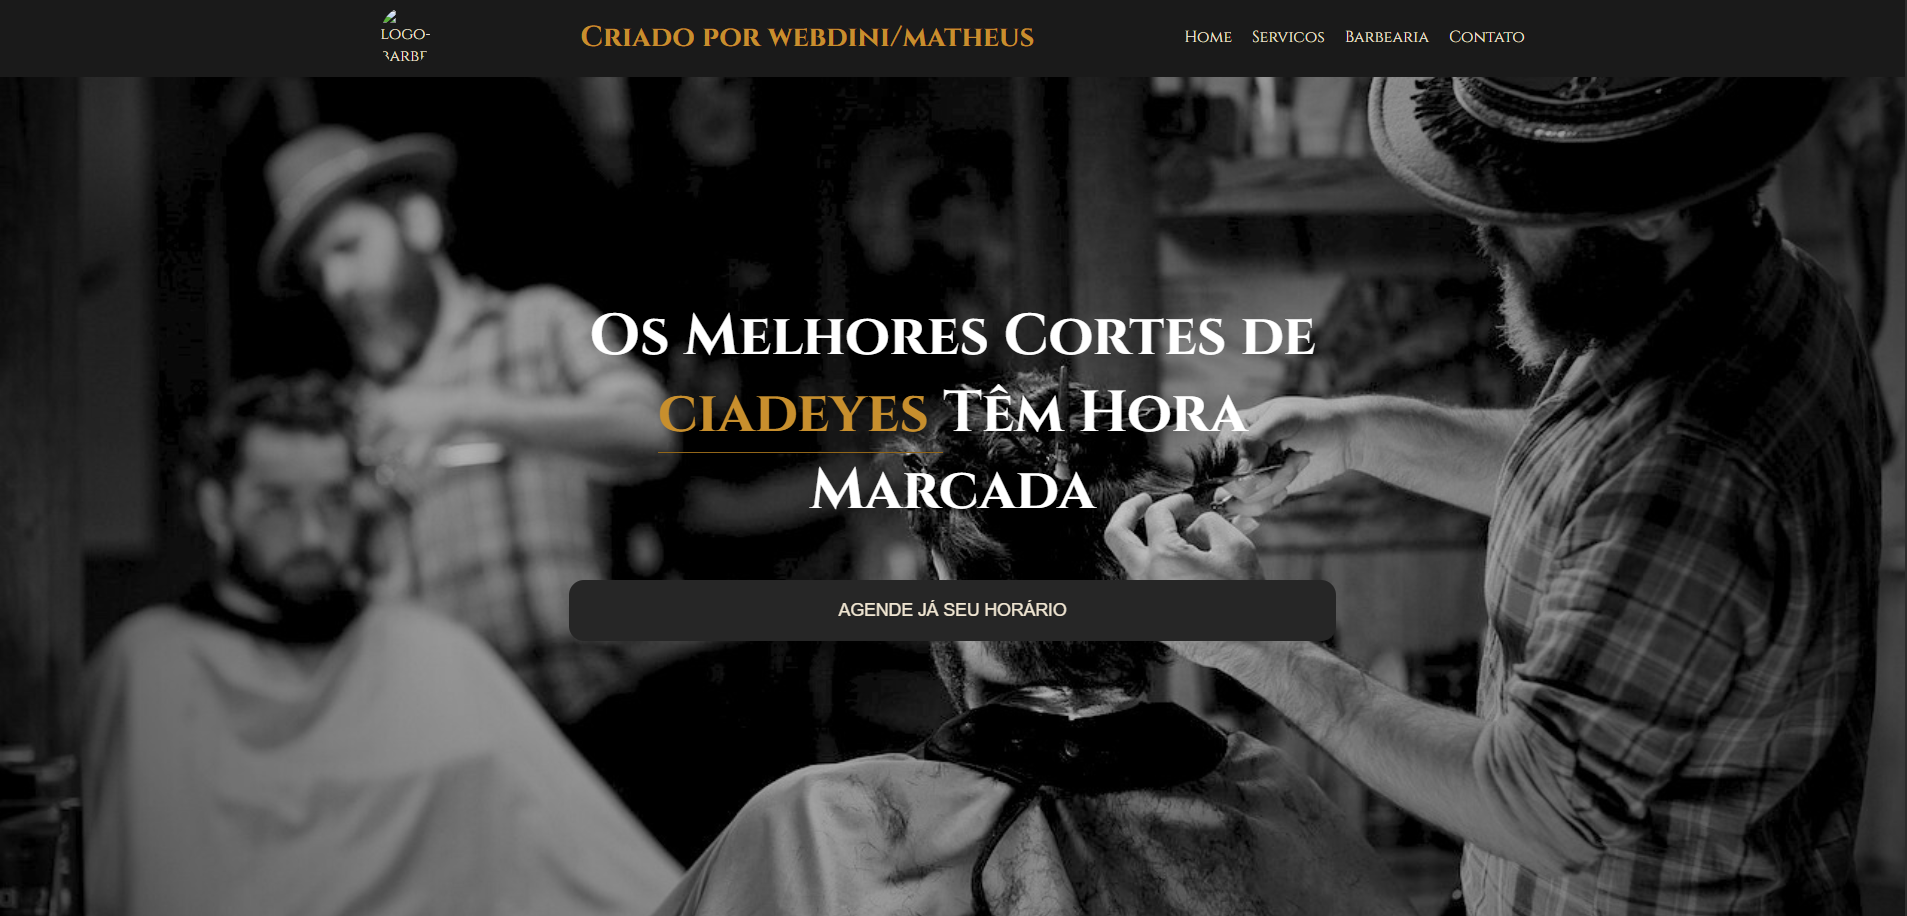 LOGO-
BARBE
Criado por webdini/matheus
Home Servicos Barbearia Contato
Os Melhores Cortes de
CIADEYES Têm Hora
Marcada
AGENDE JÁ SEU HORÁRIO